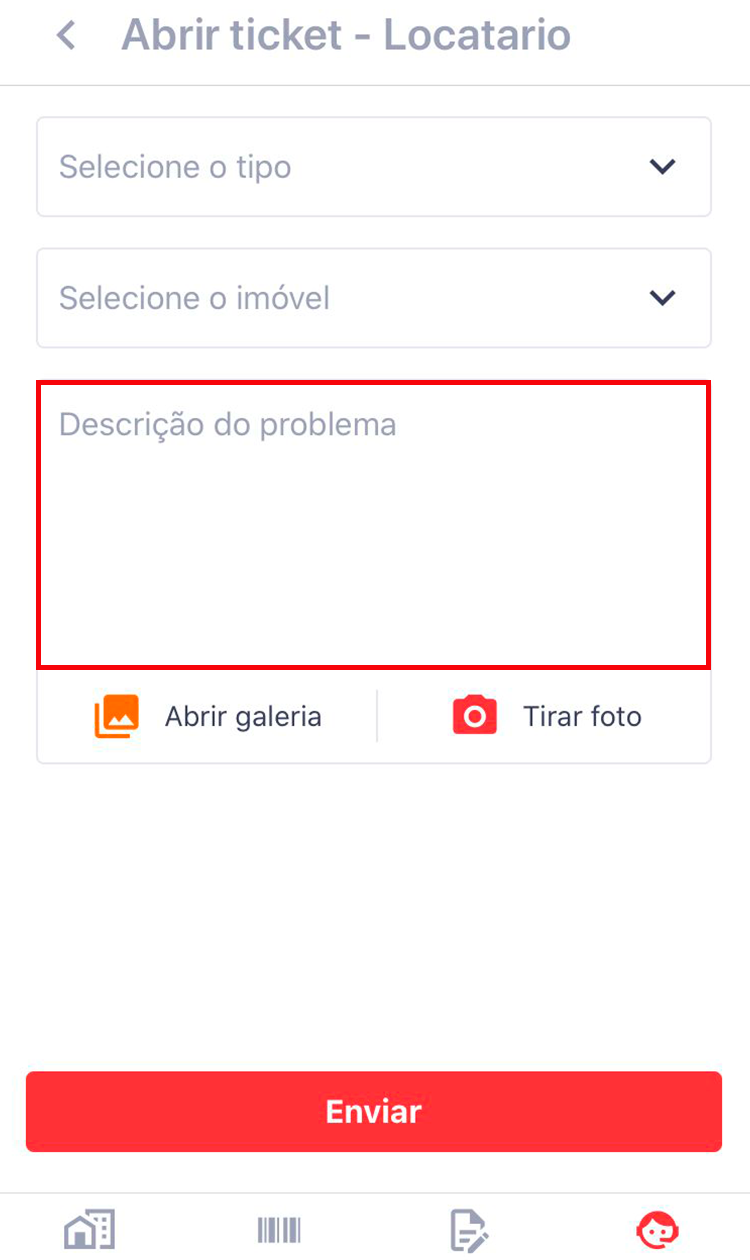 Abrir ticket - Locatario
Selecione o tipo
Selecione o imóvel
Descrição do problema
Abrir galeria
Tirar foto
Enviar